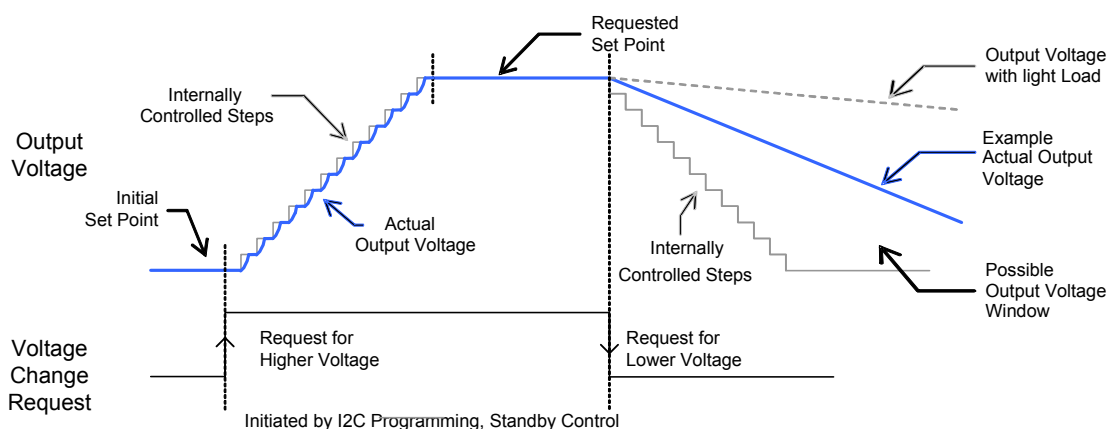 Requested
Set Point
Output Voltage
with light Load
Internally
Controlled Steps
Output
Voltage
Example
Actual Output
Voltage
Initial
Set Point
Actual
Output Voltage
Internally
Controlled Steps
Possible
Output Voltage
Window
Request for
Higher Voltage
Request for
Lower Voltage
Voltage
Change
Request
Initiated by I2C Programming, Standby Control